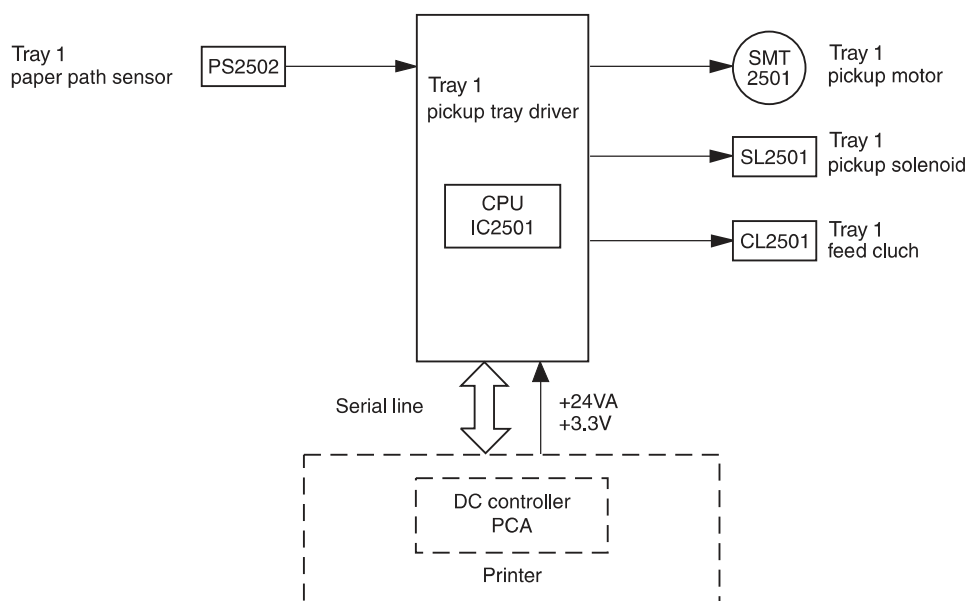 Tray 1
paper path sensor
PS2502
Tray 1
pickup tray driver
CPU
IC2501
SMT
2501
Tray 1
pickup motor
SL2501
Tray 1
pickup solenoid
CL2501
Tray 1
feed cluch
Serial line
+24VA
+3.3V
DC controller
PCA
Printer